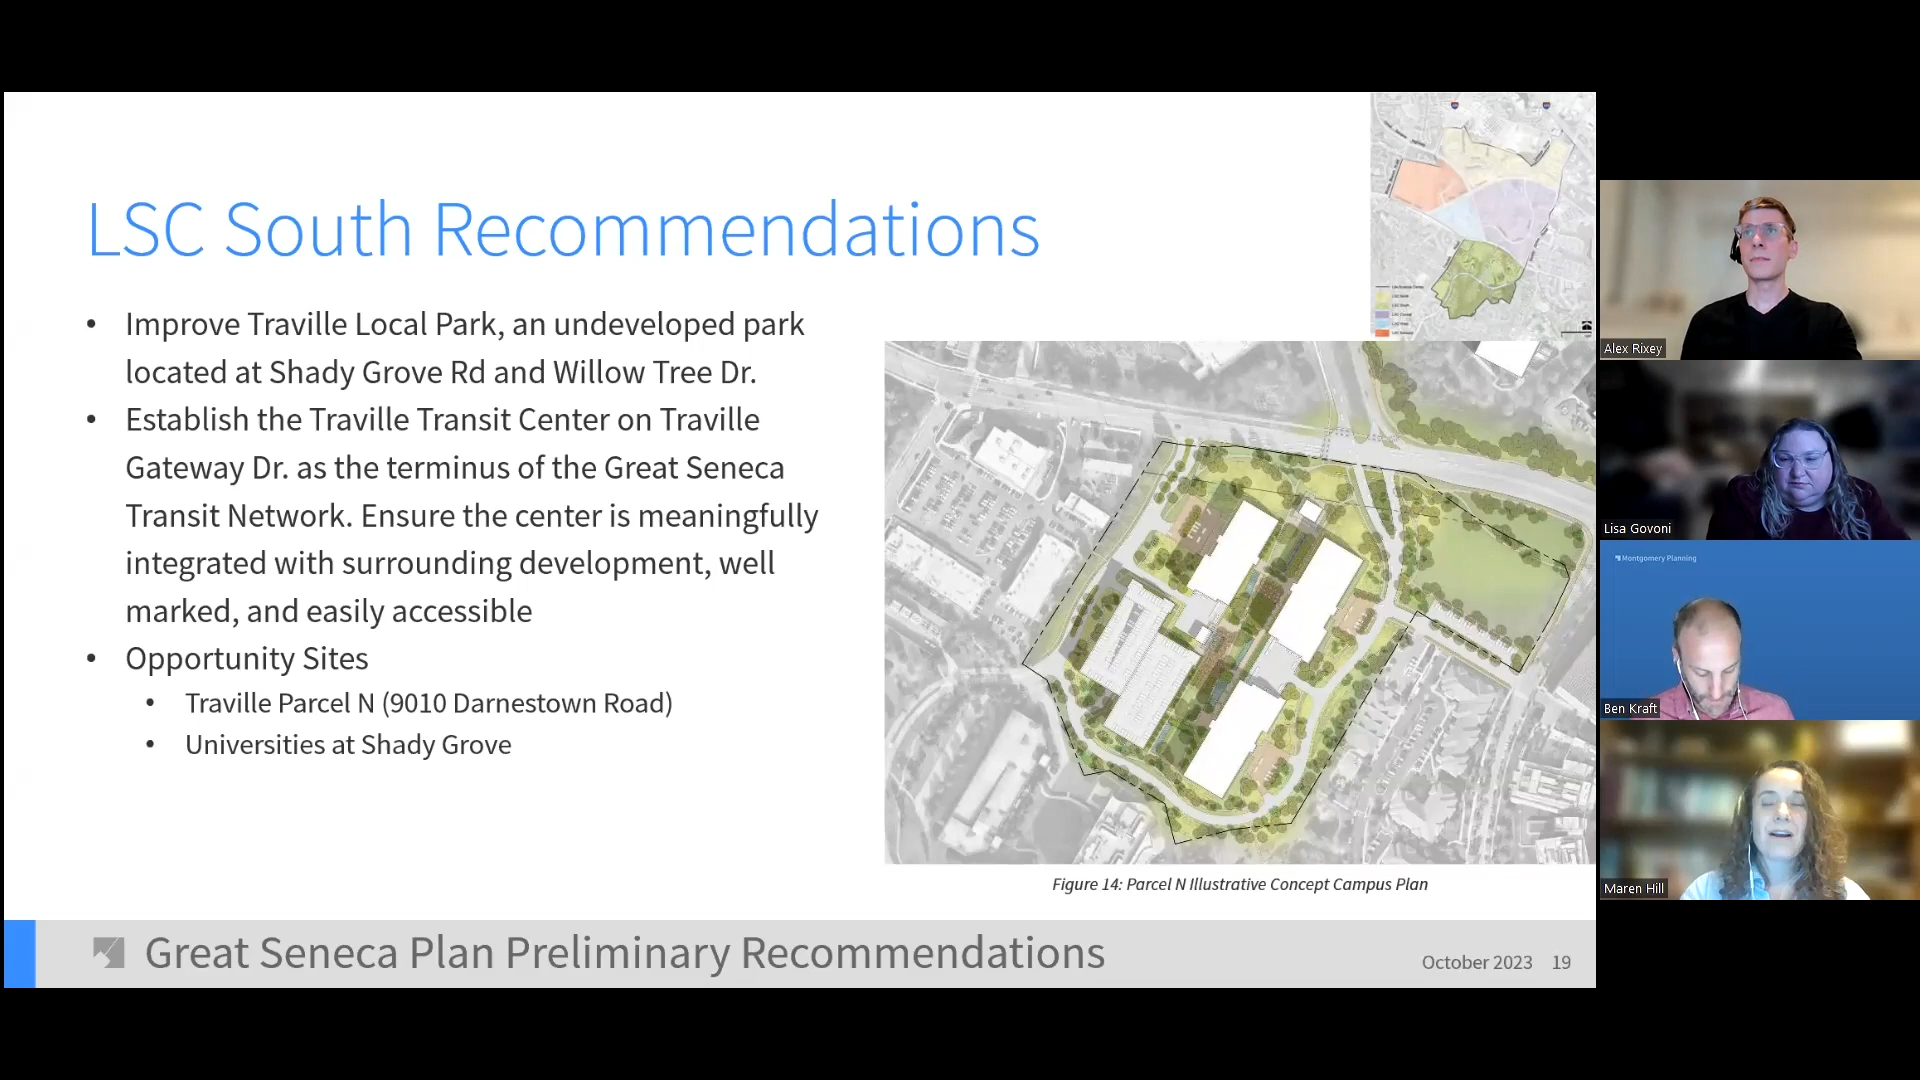 LSC South Recommendations
• Improve Traville Local Park, an undeveloped park
located at Shady Grove Rd and Willow Tree Dr.
• Establish the Traville Transit Center on Traville
Gateway Dr. as the terminus of the Great Seneca
Transit Network. Ensure the center is meaningfully
integrated with surrounding development, well
marked, and easily accessible
• Opportunity Sites
• Traville Parcel N (9010 Darnestown Road)
• Universities at Shady Grove
Figure 14: Parcel N Illustrative Concept Campus Plan
Great Seneca Plan Preliminary Recommendations
October 2023 19
Alex Rixey
Lisa Govoni
Montgomery Planning
Ben Kraft
Maren Hill